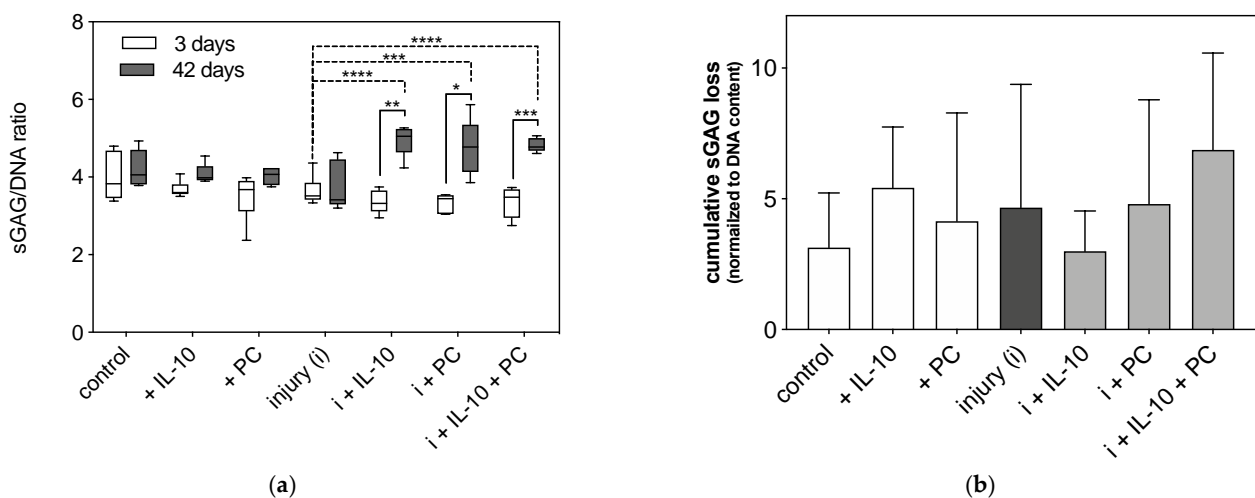 sGAG/DNA ratio
8
6
4
2
0
3 days
42 days
****
***
****
**
*
***
control
+ IL-10
+ PC
injury (i)
i + IL-10
i + PC
i + IL-10 + PC
(a)
cumulative sGAG loss
(normailzed to DNA content)
10
5
0
control
+ IL-10
+ PC
injury (i)
i + IL-10
i + PC
i + IL-10 + PC
(b)